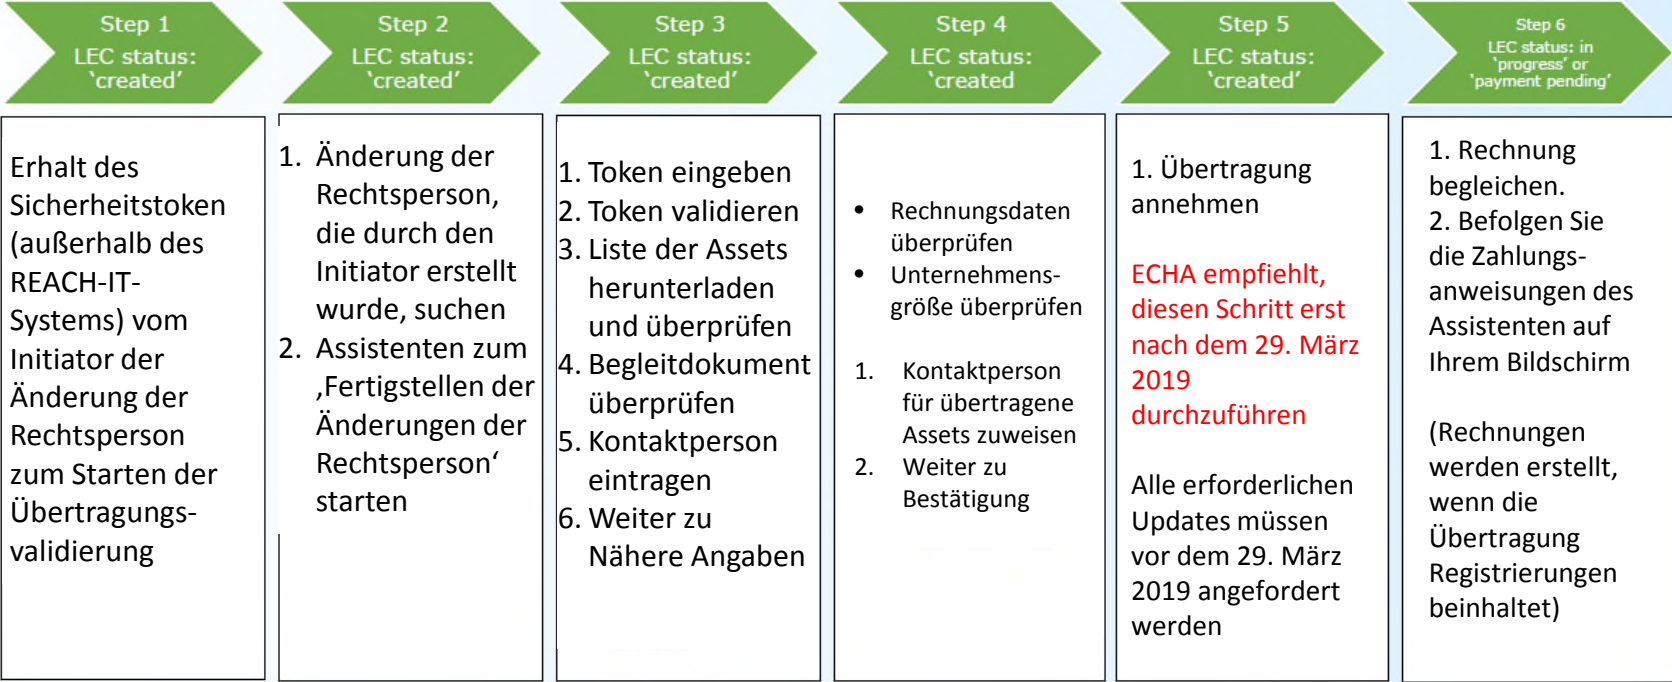 Step 1
LEC status:
‘created’
Erhalt des
Sicherheitstoken
(außerhalb des
REACH-IT-
Systems) vom
Initiator der
Änderung der
Rechtsperson
zum Starten der
Übertragungs-
validierung
Step 2
LEC status:
‘created’
1. Änderung der
Rechtsperson,
die durch den
Initiator erstellt
wurde, suchen
2. Assistenten zum
‚Fertigstellen der
Änderungen der
Rechtsperson‘
starten
Step 3
LEC status:
‘created’
1. Token eingeben
2. Token validieren
3. Liste der Assets
herunterladen
und überprüfen
4. Begleitdokument
überprüfen
5. Kontaktperson
eintragen
6. Weiter zu
Nähere Angaben
Step 4
LEC status:
‘created
• Rechnungsdaten
überprüfen
• Unternehmens-
größe überprüfen
1. Kontaktperson
für übertragene
Assets zuweisen
2. Weiter zu
Bestätigung
Step 5
LEC status:
‘created’
1. Übertragung
annehmen
ECHA empfiehlt,
diesen Schritt erst
nach dem 29. März
2019
durchzuführen
Alle erforderlichen
Updates müssen
vor dem 29. März
2019 angefordert
werden
Step 6
LEC status: in
‘progress’ or
‘payment pending’
1. Rechnung
begleichen.
2. Befolgen Sie
die Zahlungs-
anweisungen des
Assistenten auf
Ihrem Bildschirm
(Rechnungen
werden erstellt,
wenn die
Übertragung
Registrierungen
beinhaltet)